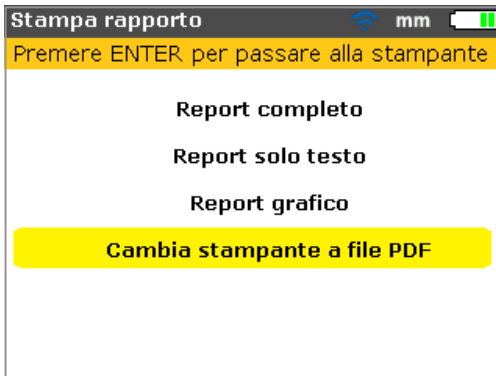 Stampa rapporto mm
Premere ENTER per passare alla stampante
Report completo
Report solo testo
Report grafico
Cambia stampante a file PDF